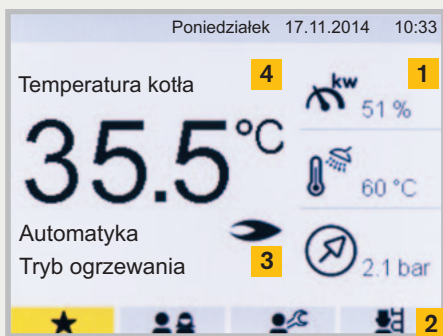 Poniedziałek 17.11.2014 10:33
Temperatura kotła
4
kw
1
51 %
35.5°C
60 °C
Automatyka
Tryb ogrzewania
3
2.1 bar
2